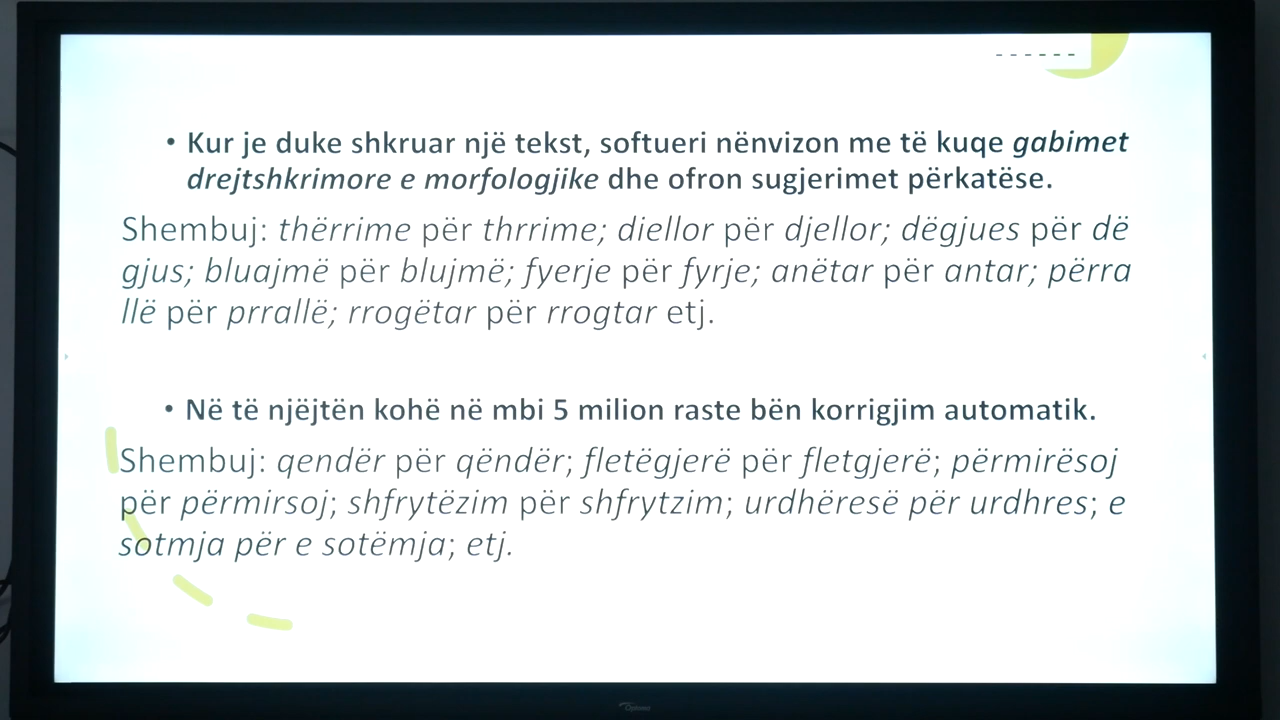 • Kur je duke shkruar një tekst, softueri nënvizon me të kuqe gabimet
drejtshkrimore e morfologjike dhe ofron sugjerimet përkatëse.
Shembuj: thërrime për thrrime; diellor për djellor; dëgjues për dë
gjus; bluajmë për blujmë; fyerje për fyrje; anëtar për antar; përra
llë për prrallë; rrogëtar për rrogtar etj.
• Në të njëjtën kohë në mbi 5 milion raste bën korrigjim automatik.
Shembuj: qendër për qëndër; fletëgjerë për fletgjerë; përmirësoj
për përmirsoj; shfrytëzim për shfrytzim; urdhëresë për urdhres; e
sotmja për e sotëmja; etj.